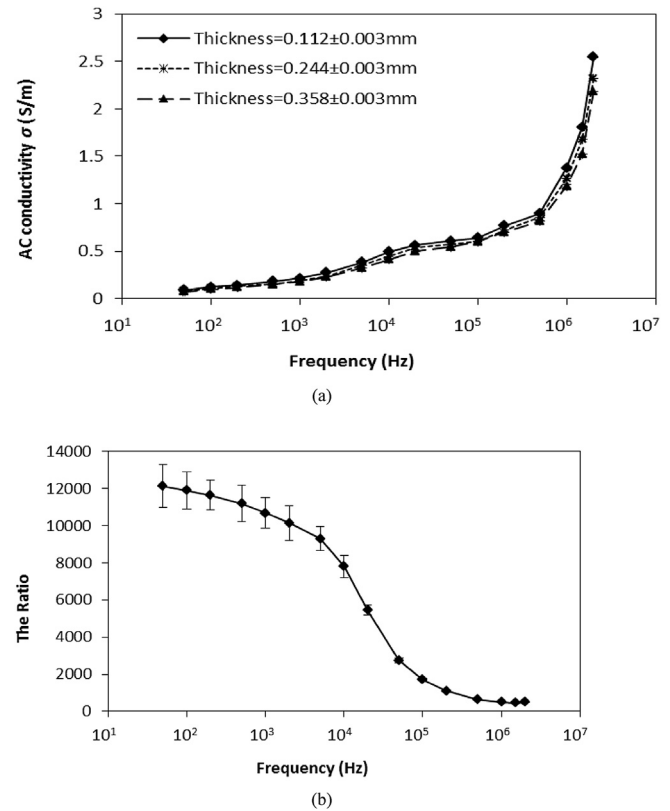 3
Thickness=0.112±0.003mm
2.5
Thickness=0.244±0.003mm
2
Thickness=0.358±0.003mm
1.5
1
0.5
0
AC conductivity σ (S/m)
10¹ 10² 10³ 10⁴ 10⁵ 10⁶ 10⁷
Frequency (Hz)
(a)
14000
12000
10000
8000
6000
4000
2000
0
The Ratio
10¹ 10² 10³ 10⁴ 10⁵ 10⁶ 10⁷
Frequency (Hz)
(b)